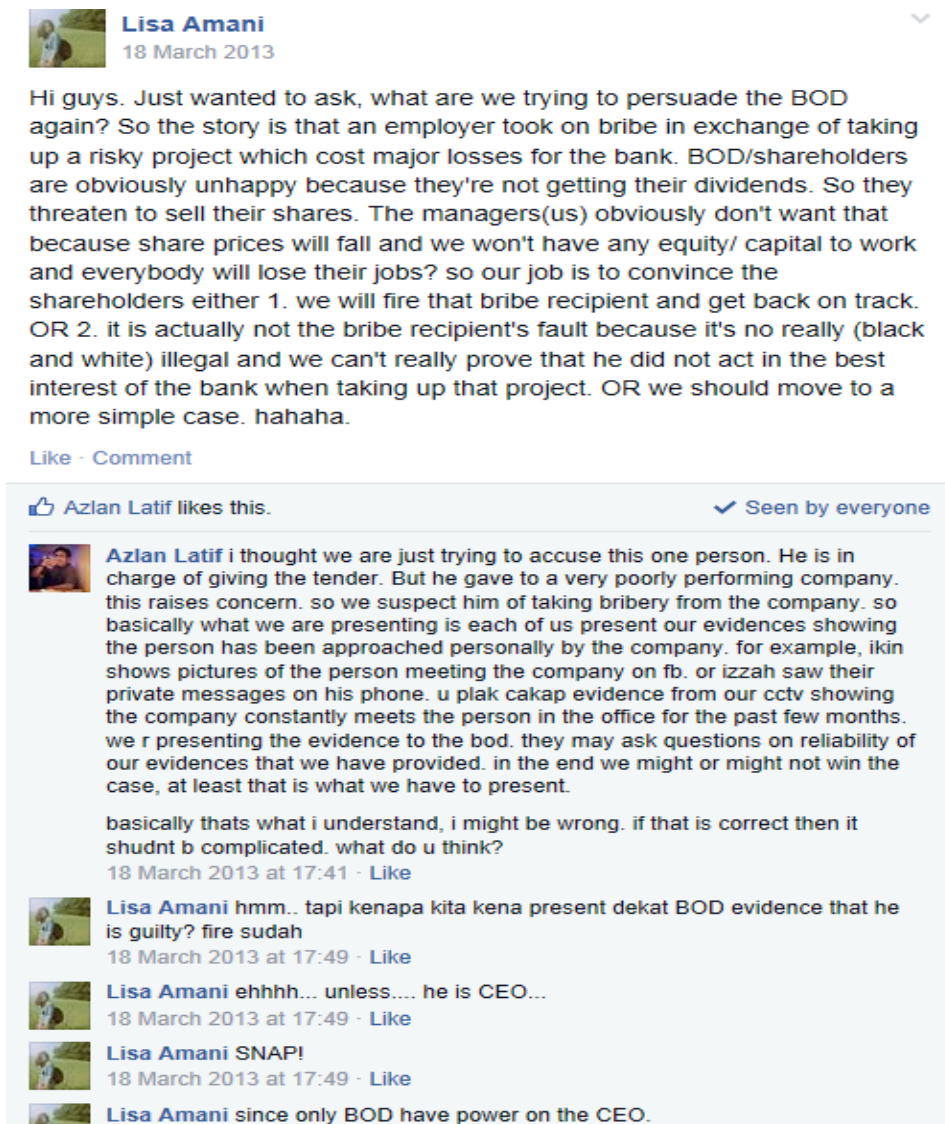 Lisa Amani
18 March 2013
Hi guys. Just wanted to ask, what are we trying to persuade the BOD
again? So the story is that an employer took on bribe in exchange of taking
up a risky project which cost major losses for the bank. BOD/shareholders
are obviously unhappy because they're not getting their dividends. So they
threaten to sell their shares. The managers(us) obviously don't want that
because share prices will fall and we won't have any equity/ capital to work
and everybody will lose their jobs? so our job is to convince the
shareholders either 1. we will fire that bribe recipient and get back on track.
OR 2. it is actually not the bribe recipient's fault because it's no really (black
and white) illegal and we can't really prove that he did not act in the best
interest of the bank when taking up that project. OR we should move to a
more simple case. hahaha.
Like · Comment
Azlan Latif likes this.
Seen by everyone
Azlan Latif i thought we are just trying to accuse this one person. He is in
charge of giving the tender. But he gave to a very poorly performing company.
this raises concern. so we suspect him of taking bribery from the company. so
basically what we are presenting is each of us present our evidences showing
the person has been approached personally by the company. for example, ikin
shows pictures of the person meeting the company on fb. or izzah saw their
private messages on his phone. u plak cakap evidence from our cctv showing
the company constantly meets the person in the office for the past few months.
we r presenting the evidence to the bod. they may ask questions on reliability of
our evidences that we have provided. in the end we might or might not win the
case, at least that is what we have to present.
basically thats what i understand, i might be wrong. if that is correct then it
shudnt b complicated. what do u think?
18 March 2013 at 17:41 · Like
Lisa Amani hmm.. tapi kenapa kita kena present dekat BOD evidence that he
is guilty? fire sudah
18 March 2013 at 17:49 · Like
Lisa Amani ehhhh... unless.... he is CEO...
18 March 2013 at 17:49 · Like
Lisa Amani SNAP!
18 March 2013 at 17:49 · Like
Lisa Amani since only BOD have power on the CEO.